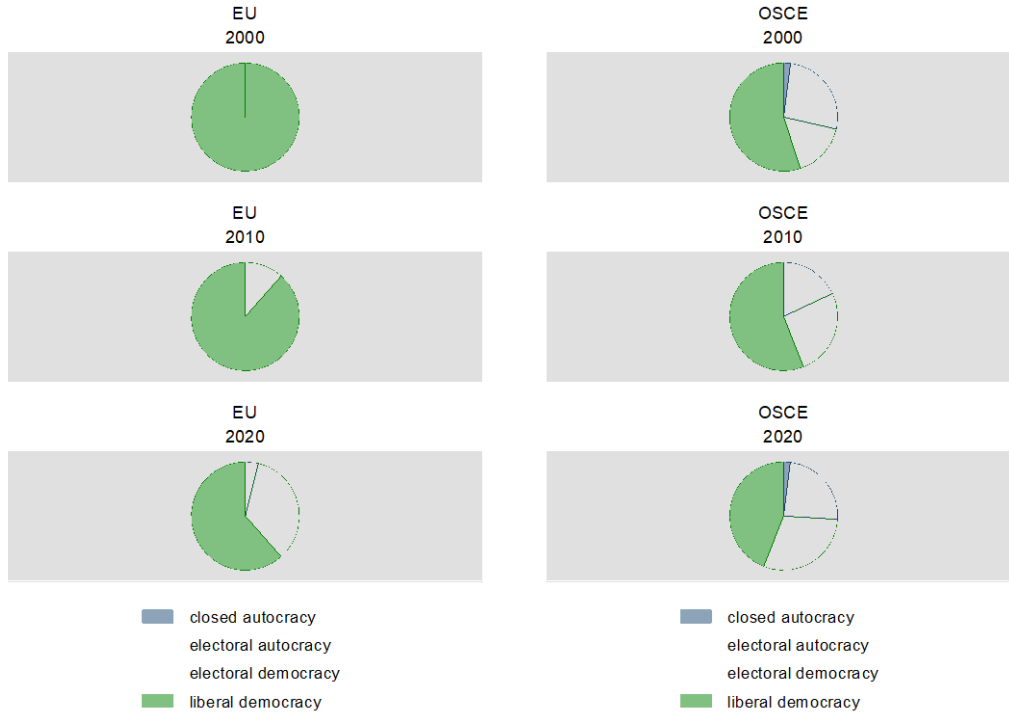 EU
2000
OSCE
2000
EU
2010
OSCE
2010
EU
2020
OSCE
2020
closed autocracy
electoral autocracy
electoral democracy
liberal democracy
closed autocracy
electoral autocracy
electoral democracy
liberal democracy